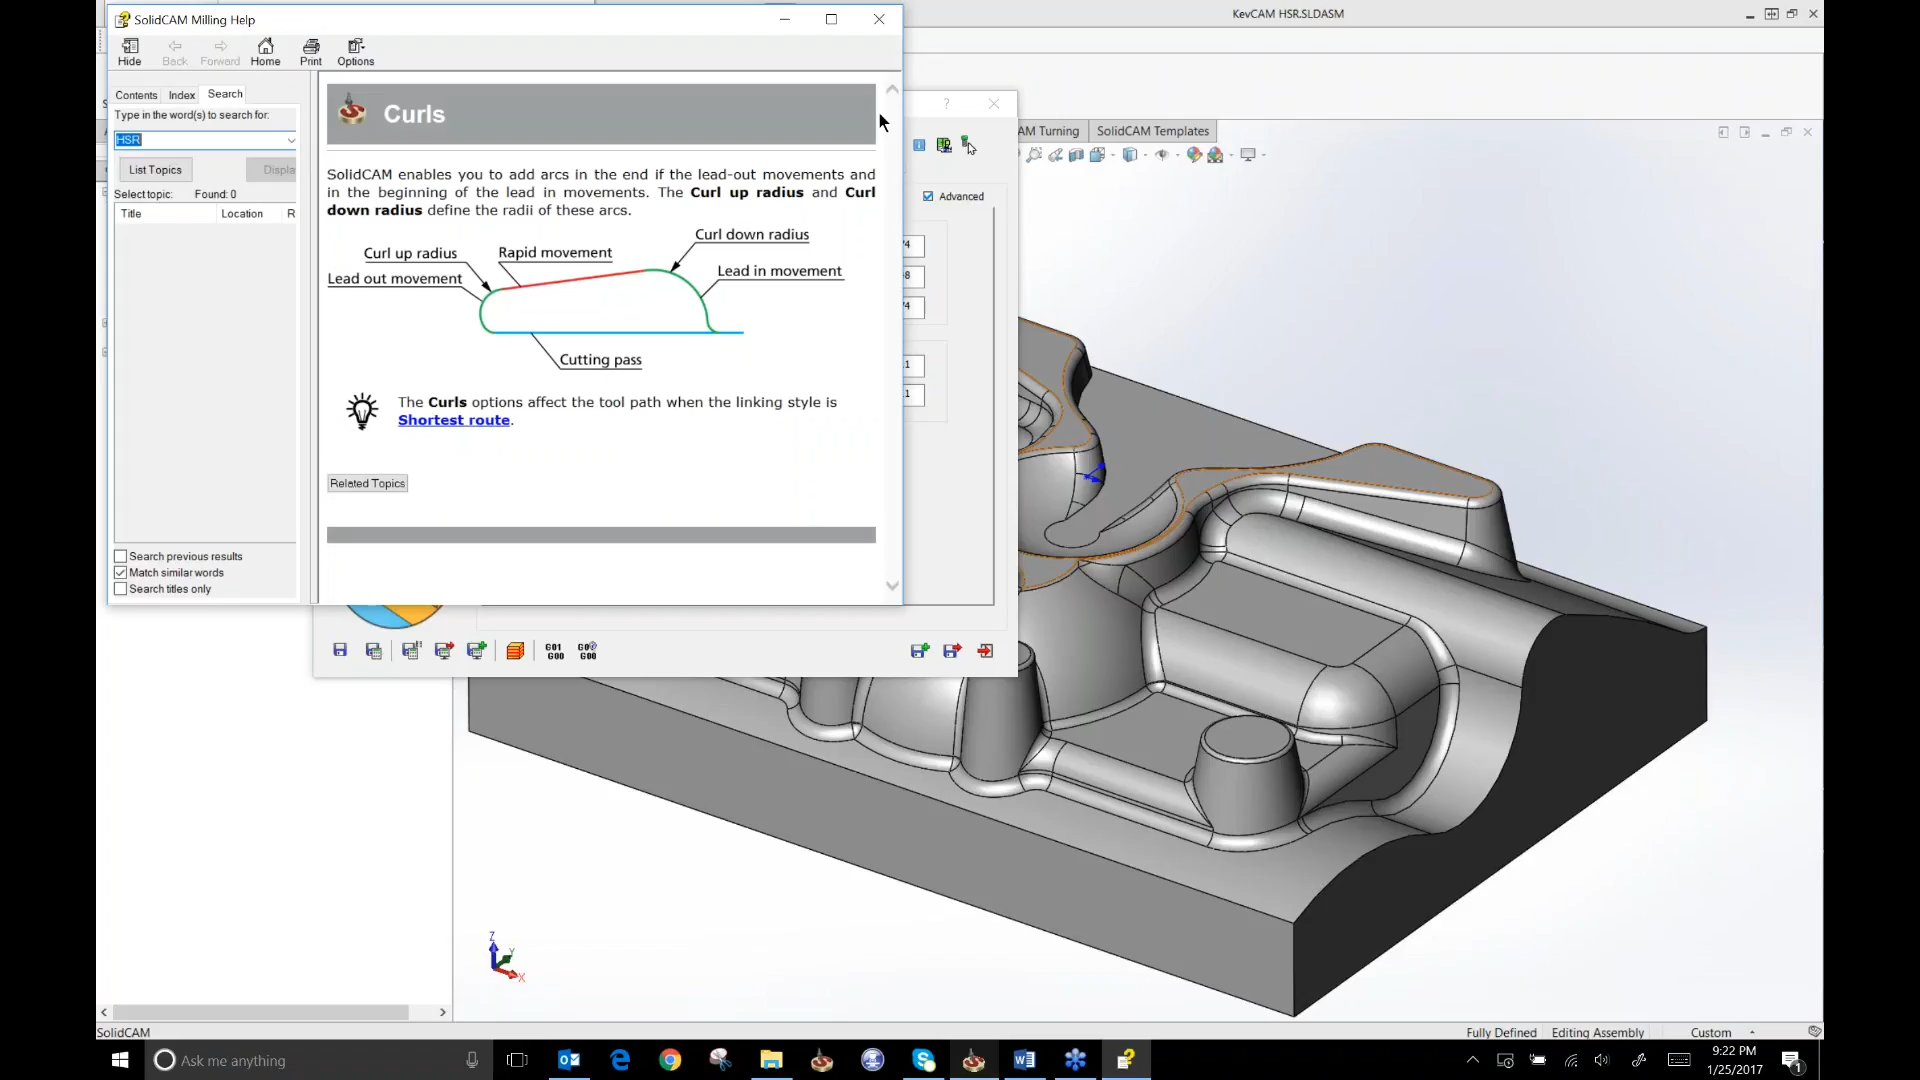 SolidCAM Milling Help
KevCAM HSR.SLDASM
Hide
Back
Forward
Home
Print
Options
Contents
Index
Search
Type in the word(s) to search for:
HSR
List Topics
Displa
Select topic:
Found: 0
Title
Location
R
Search previous results
Match similar words
Search titles only
Curls
SolidCAM enables you to add arcs in the end if the lead-out movements and
in the beginning of the lead in movements. The Curl up radius and Curl
down radius define the radii of these arcs.
Curl down radius
Curl up radius
Rapid movement
Lead out movement
Lead in movement
Cutting pass
The Curls options affect the tool path when the linking style is
Shortest route.
Related Topics
?
AM Turning
SolidCAM Templates
Advanced
G01
G00
G00
Z
Y
X
SolidCAM
Fully Defined
Editing Assembly
Custom
Ask me anything
9:22 PM
1/25/2017
1